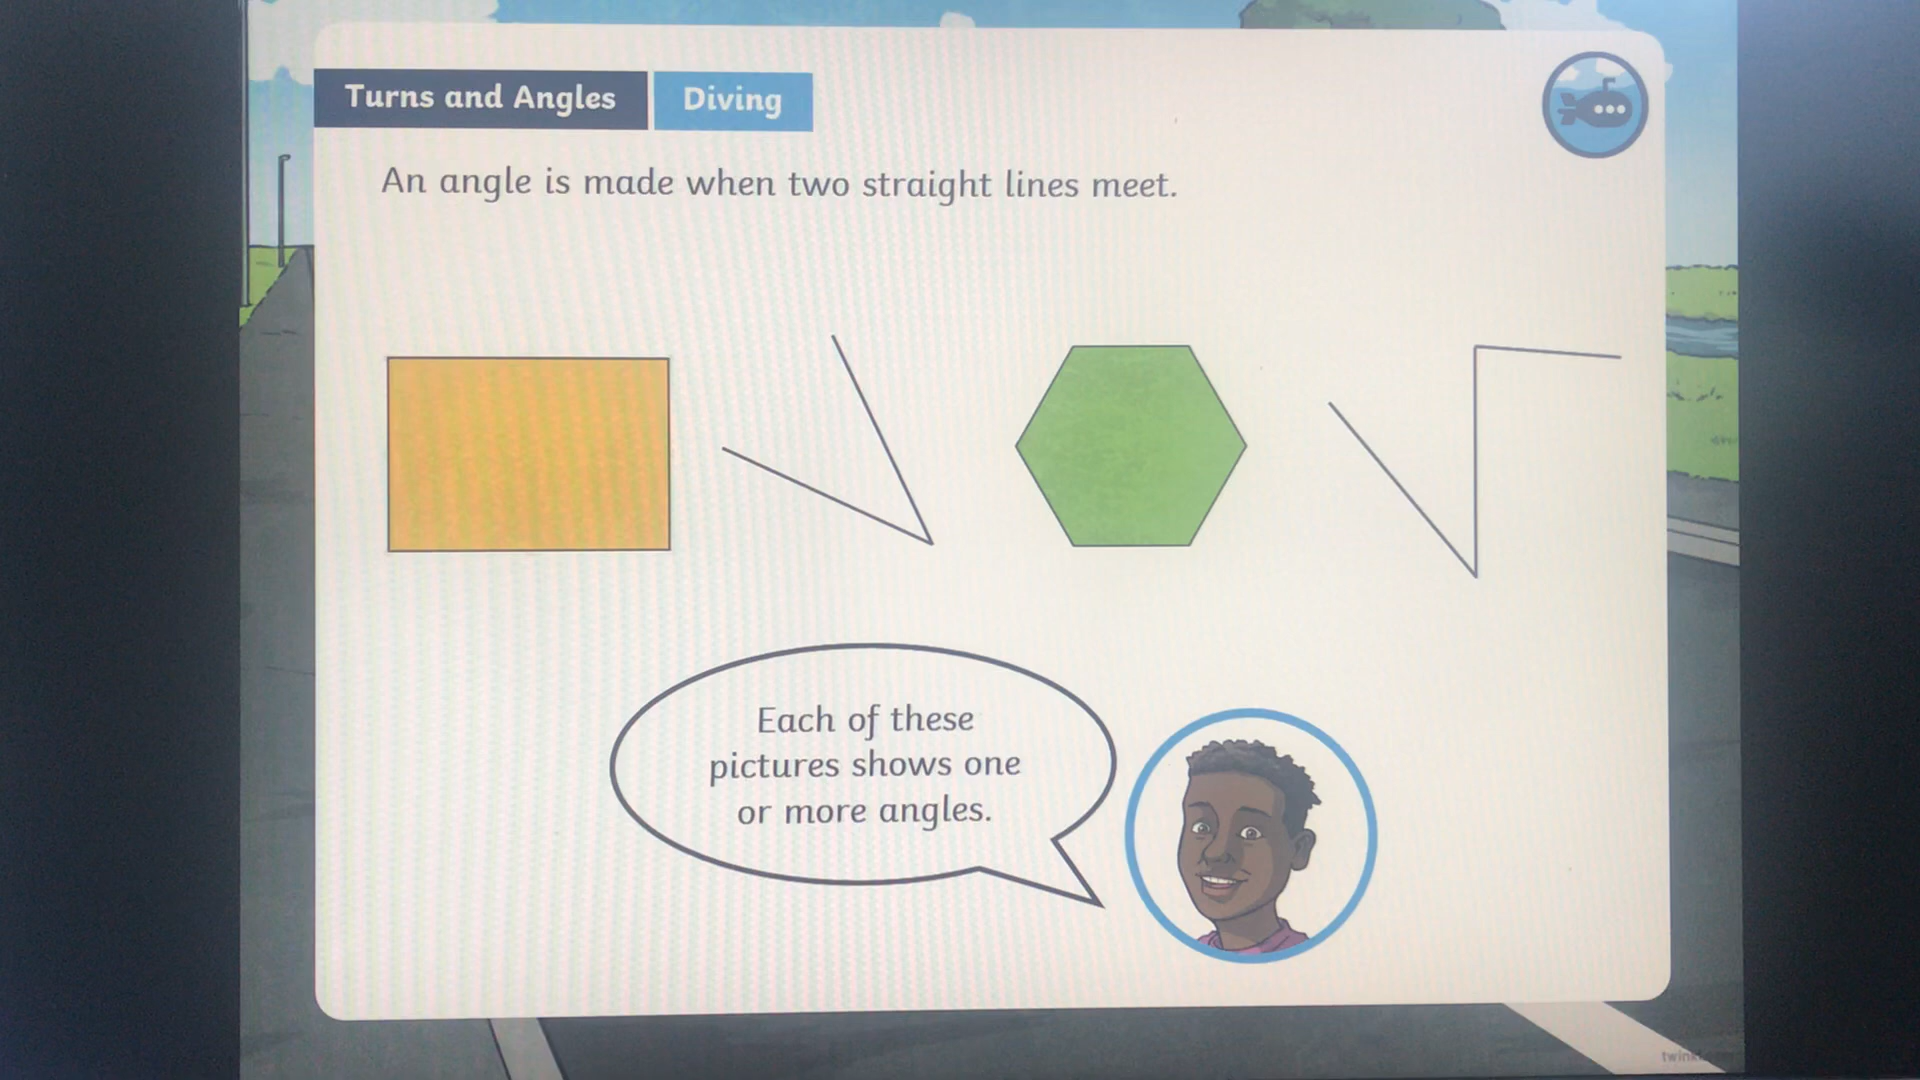 Turns and Angles
Diving
An angle is made when two straight lines meet.
Each of these
pictures shows one
or more angles.